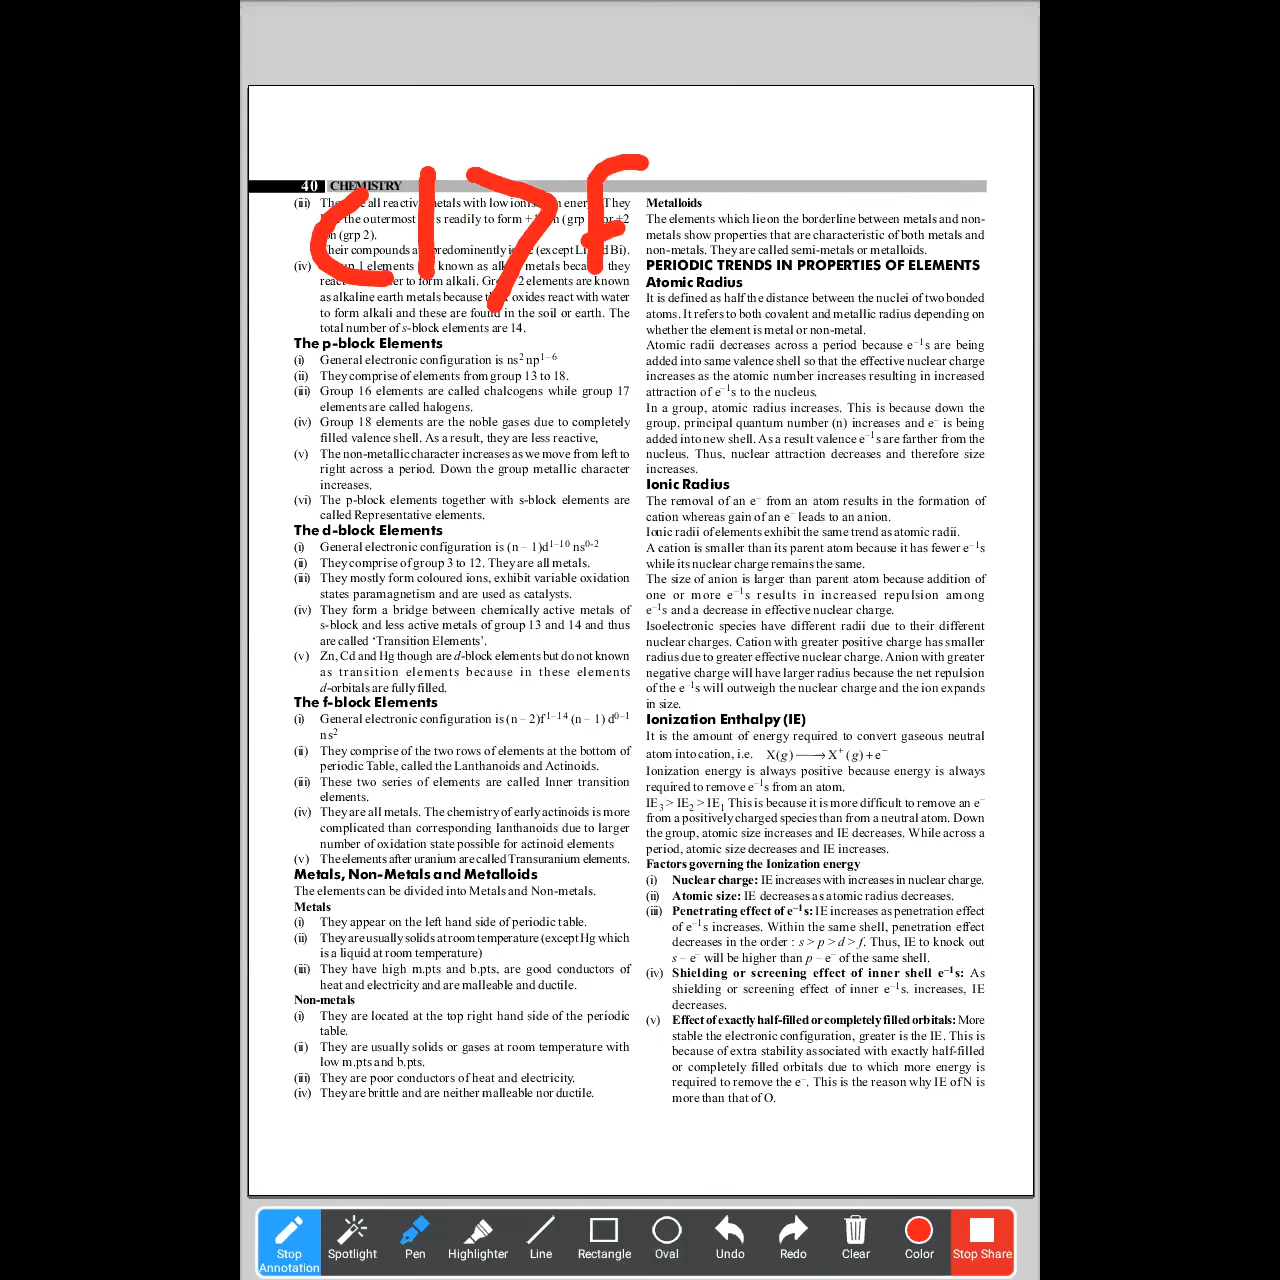 Cl>F
40 CHEMISTRY
(iii) all reactive metals with low energy. They
the outermost readily to form (grp or +2
(grp 2).
heir compounds predominently (except Li d Bi).
(iv) 1 elements known as metals because they
to form alkali. 2 elements are known
as alkaline earth metals because oxides react with water
to form alkali and these are found in the soil or earth. The
total number of s-block elements are 14.
The p-block Elements
(i) General electronic configuration is ns² np¹⁻⁶
(ii) They comprise of elements from group 13 to 18.
(iii) Group 16 elements are called chalcogens while group 17
elements are called halogens.
(iv) Group 18 elements are the noble gases due to completely
filled valence shell. As a result, they are less reactive,
(v) The non-metallic character increases as we move from left to
right across a period. Down the group metallic character
increases.
(vi) The p-block elements together with s-block elements are
called Representative elements.
The d-block Elements
(i) General electronic configuration is (n – 1)d¹⁻¹⁰ ns⁰⁻²
(ii) They comprise of group 3 to 12. They are all metals.
(iii) They mostly form coloured ions, exhibit variable oxidation
states paramagnetism and are used as catalysts.
(iv) They form a bridge between chemically active metals of
s-block and less active metals of group 13 and 14 and thus
are called ‘Transition Elements’.
(v) Zn, Cd and Hg though are d-block elements but do not known
as transition elements because in these elements
d-orbitals are fully filled.
The f-block Elements
(i) General electronic configuration is (n – 2)f¹⁻¹⁴ (n – 1) d⁰⁻¹
ns²
(ii) They comprise of the two rows of elements at the bottom of
periodic Table, called the Lanthanoids and Actinoids.
(iii) These two series of elements are called Inner transition
elements.
(iv) They are all metals. The chemistry of early actinoids is more
complicated than corresponding lanthanoids due to larger
number of oxidation state possible for actinoid elements
(v) The elements after uranium are called Transuranium elements.
Metals, Non-Metals and Metalloids
The elements can be divided into Metals and Non-metals.
Metals
(i) They appear on the left hand side of periodic table.
(ii) They are usually solids at room temperature (except Hg which
is a liquid at room temperature)
(iii) They have high m.pts and b.pts, are good conductors of
heat and electricity and are malleable and ductile.
Non-metals
(i) They are located at the top right hand side of the periodic
table.
(ii) They are usually solids or gases at room temperature with
low m.pts and b.pts.
(iii) They are poor conductors of heat and electricity.
(iv) They are brittle and are neither malleable nor ductile.
Metalloids
The elements which lie on the borderline between metals and non-
metals show properties that are characteristic of both metals and
non-metals. They are called semi-metals or metalloids.
PERIODIC TRENDS IN PROPERTIES OF ELEMENTS
Atomic Radius
It is defined as half the distance between the nuclei of two bonded
atoms. It refers to both covalent and metallic radius depending on
whether the element is metal or non-metal.
Atomic radii decreases across a period because e⁻¹s are being
added into same valence shell so that the effective nuclear charge
increases as the atomic number increases resulting in increased
attraction of e⁻¹s to the nucleus.
In a group, atomic radius increases. This is because down the
group, principal quantum number (n) increases and e⁻ is being
added into new shell. As a result valence e⁻¹s are farther from the
nucleus. Thus, nuclear attraction decreases and therefore size
increases.
Ionic Radius
The removal of an e⁻ from an atom results in the formation of
cation whereas gain of an e⁻ leads to an anion.
Ionic radii of elements exhibit the same trend as atomic radii.
A cation is smaller than its parent atom because it has fewer e⁻¹s
while its nuclear charge remains the same.
The size of anion is larger than parent atom because addition of
one or more e⁻¹s results in increased repulsion among
e⁻¹s and a decrease in effective nuclear charge.
Isoelectronic species have different radii due to their different
nuclear charges. Cation with greater positive charge has smaller
radius due to greater effective nuclear charge. Anion with greater
negative charge will have larger radius because the net repulsion
of the e⁻¹s will outweigh the nuclear charge and the ion expands
in size.
Ionization Enthalpy (IE)
It is the amount of energy required to convert gaseous neutral
atom into cation, i.e. X(g) ⟶ X⁺(g) + e⁻
Ionization energy is always positive because energy is always
required to remove e⁻¹s from an atom.
IE₃ > IE₂ > IE₁ This is because it is more difficult to remove an e⁻
from a positively charged species than from a neutral atom. Down
the group, atomic size increases and IE decreases. While across a
period, atomic size decreases and IE increases.
Factors governing the Ionization energy
(i) Nuclear charge: IE increases with increases in nuclear charge.
(ii) Atomic size: IE decreases as atomic radius decreases.
(iii) Penetrating effect of e⁻¹s: IE increases as penetration effect
of e⁻¹s increases. Within the same shell, penetration effect
decreases in the order : s > p > d > f. Thus, IE to knock out
s – e⁻ will be higher than p – e⁻ of the same shell.
(iv) Shielding or screening effect of inner shell e⁻¹s: As
shielding or screening effect of inner e⁻¹s. increases, IE
decreases.
(v) Effect of exactly half-filled or completely filled orbitals: More
stable the electronic configuration, greater is the IE. This is
because of extra stability associated with exactly half-filled
or completely filled orbitals due to which more energy is
required to remove the e⁻. This is the reason why IE of N is
more than that of O.
Stop Annotation Spotlight Pen Highlighter Line Rectangle Oval Undo Redo Clear Color Stop Share